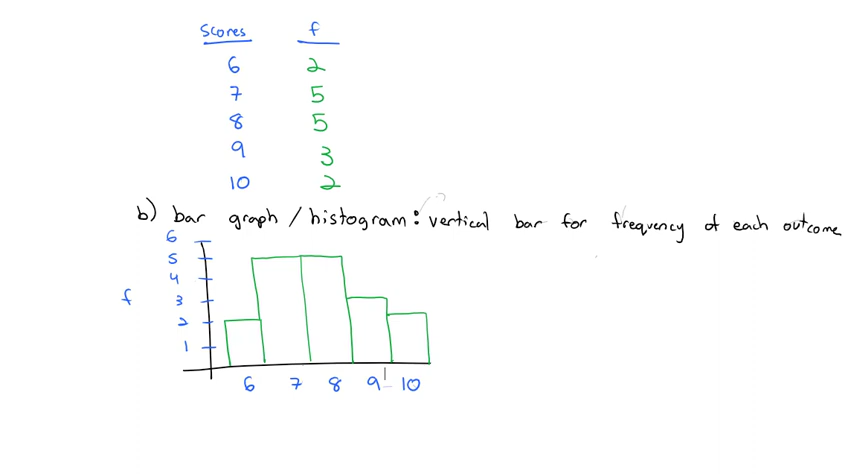 Scores f
6 2
7 5
8 5
9 3
10 2
b) bar graph / histogram: vertical bar for frequency of each outcome
6
5
4
f 3
2
1
6 7 8 9 10